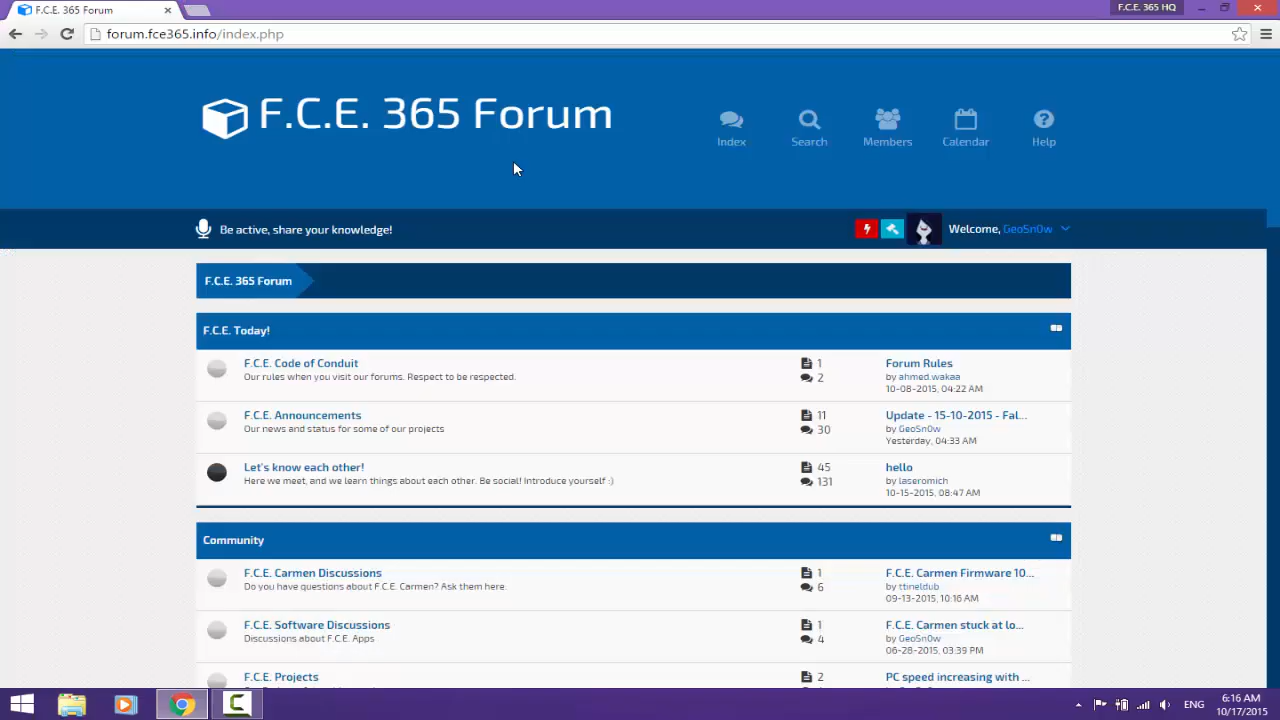 F.C.E. 365 Forum
F.C.E. 365 HQ
forum.fce365.info/index.php
F.C.E. 365 Forum
Index
Search
Members
Calendar
Help
Be active, share your knowledge!
Welcome, GeoSn0w
F.C.E. 365 Forum
F.C.E. Today!
F.C.E. Code of Conduit
Our rules when you visit our forums. Respect to be respected.
1
2
Forum Rules
by ahmed.wakaa
10-08-2015, 04:22 AM
F.C.E. Announcements
Our news and status for some of our projects
11
30
Update - 15-10-2015 - Fal...
by GeoSn0w
Yesterday, 04:33 AM
Let's know each other!
Here we meet, and we learn things about each other. Be social! Introduce yourself :)
45
131
hello
by laseromich
10-15-2015, 08:47 AM
Community
F.C.E. Carmen Discussions
Do you have questions about F.C.E. Carmen? Ask them here.
1
6
F.C.E. Carmen Firmware 10...
by ttineldub
09-13-2015, 10:16 AM
F.C.E. Software Discussions
Discussions about F.C.E. Apps
1
4
F.C.E. Carmen stuck at lo...
by GeoSn0w
06-28-2015, 03:39 PM
F.C.E. Projects
2
PC speed increasing with ...
ENG
6:16 AM
10/17/2015